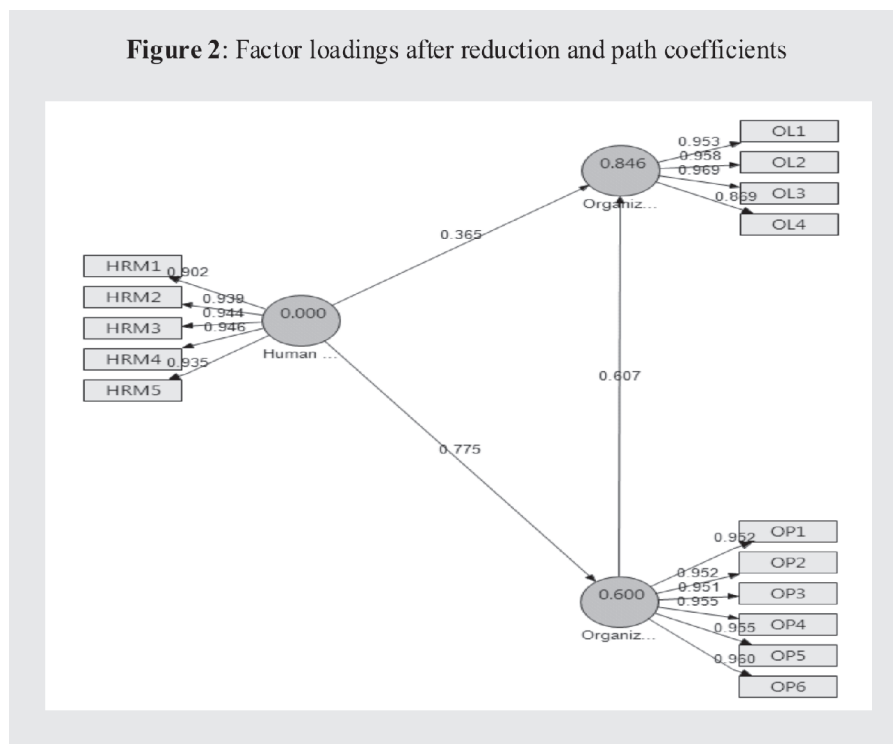 Figure 2: Factor loadings after reduction and path coefficients
OL1
0.953
0.958
OL2
0.846
0.969
OL3
0.869
Organiz...
OL4
0.365
HRM1
0.902
HRM2
0.939
0.944
0.000
HRM3
0.946
HRM4
0.935
Human ...
HRM5
0.607
0.775
OP1
0.952
OP2
0.952
0.951
OP3
0.600
0.955
OP4
0.955
Organiz...
OP5
0.960
OP6